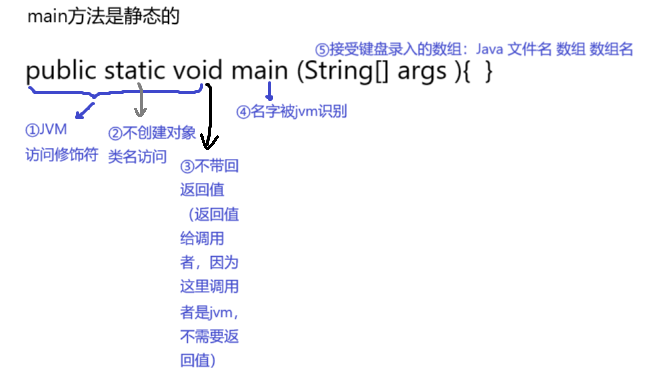 main方法是静态的
⑤接受键盘录入的数组：Java 文件名 数组 数组名
public static void main (String[] args ){  }
①JVM
访问修饰符
②不创建对象
类名访问
③不带回
返回值
（返回值
给调用
者，因为
这里调用
者是jvm，
不需要返
回值）
④名字被jvm识别